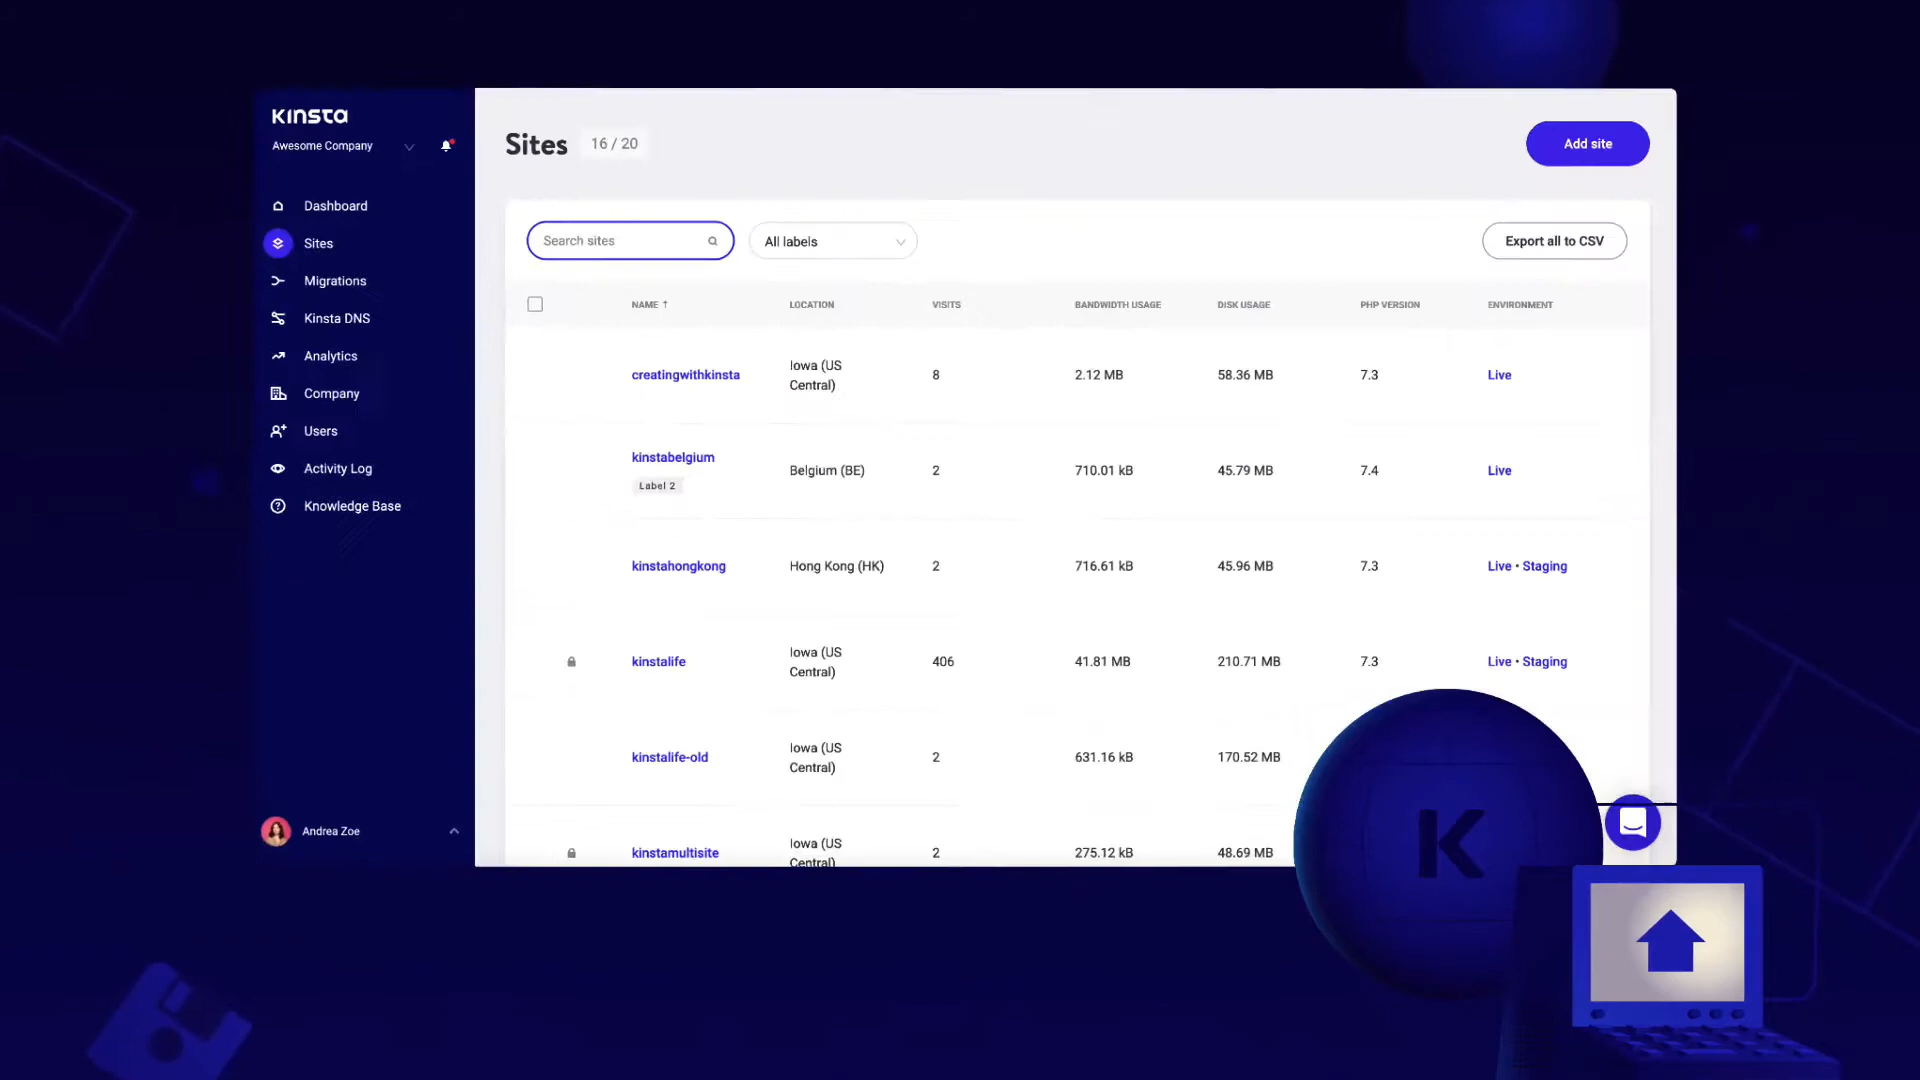 KINSTA
Awesome Company
Dashboard
Sites
Migrations
Kinsta DNS
Analytics
Company
Users
Activity Log
Knowledge Base
Andrea Zoe
Sites 16 / 20
Add site
Search sites
All labels
Export all to CSV
NAME ↑ LOCATION VISITS BANDWIDTH USAGE DISK USAGE PHP VERSION ENVIRONMENT
creatingwithkinsta Iowa (US Central) 8 2.12 MB 58.36 MB 7.3 Live
kinstabelgium Belgium (BE) 2 710.01 kB 45.79 MB 7.4 Live
Label 2
kinstahongkong Hong Kong (HK) 2 716.61 kB 45.96 MB 7.3 Live • Staging
kinstalife Iowa (US Central) 406 41.81 MB 210.71 MB 7.3 Live • Staging
kinstalife-old Iowa (US Central) 2 631.16 kB 170.52 MB
kinstamultisite Iowa (US Central) 2 275.12 kB 48.69 MB
K